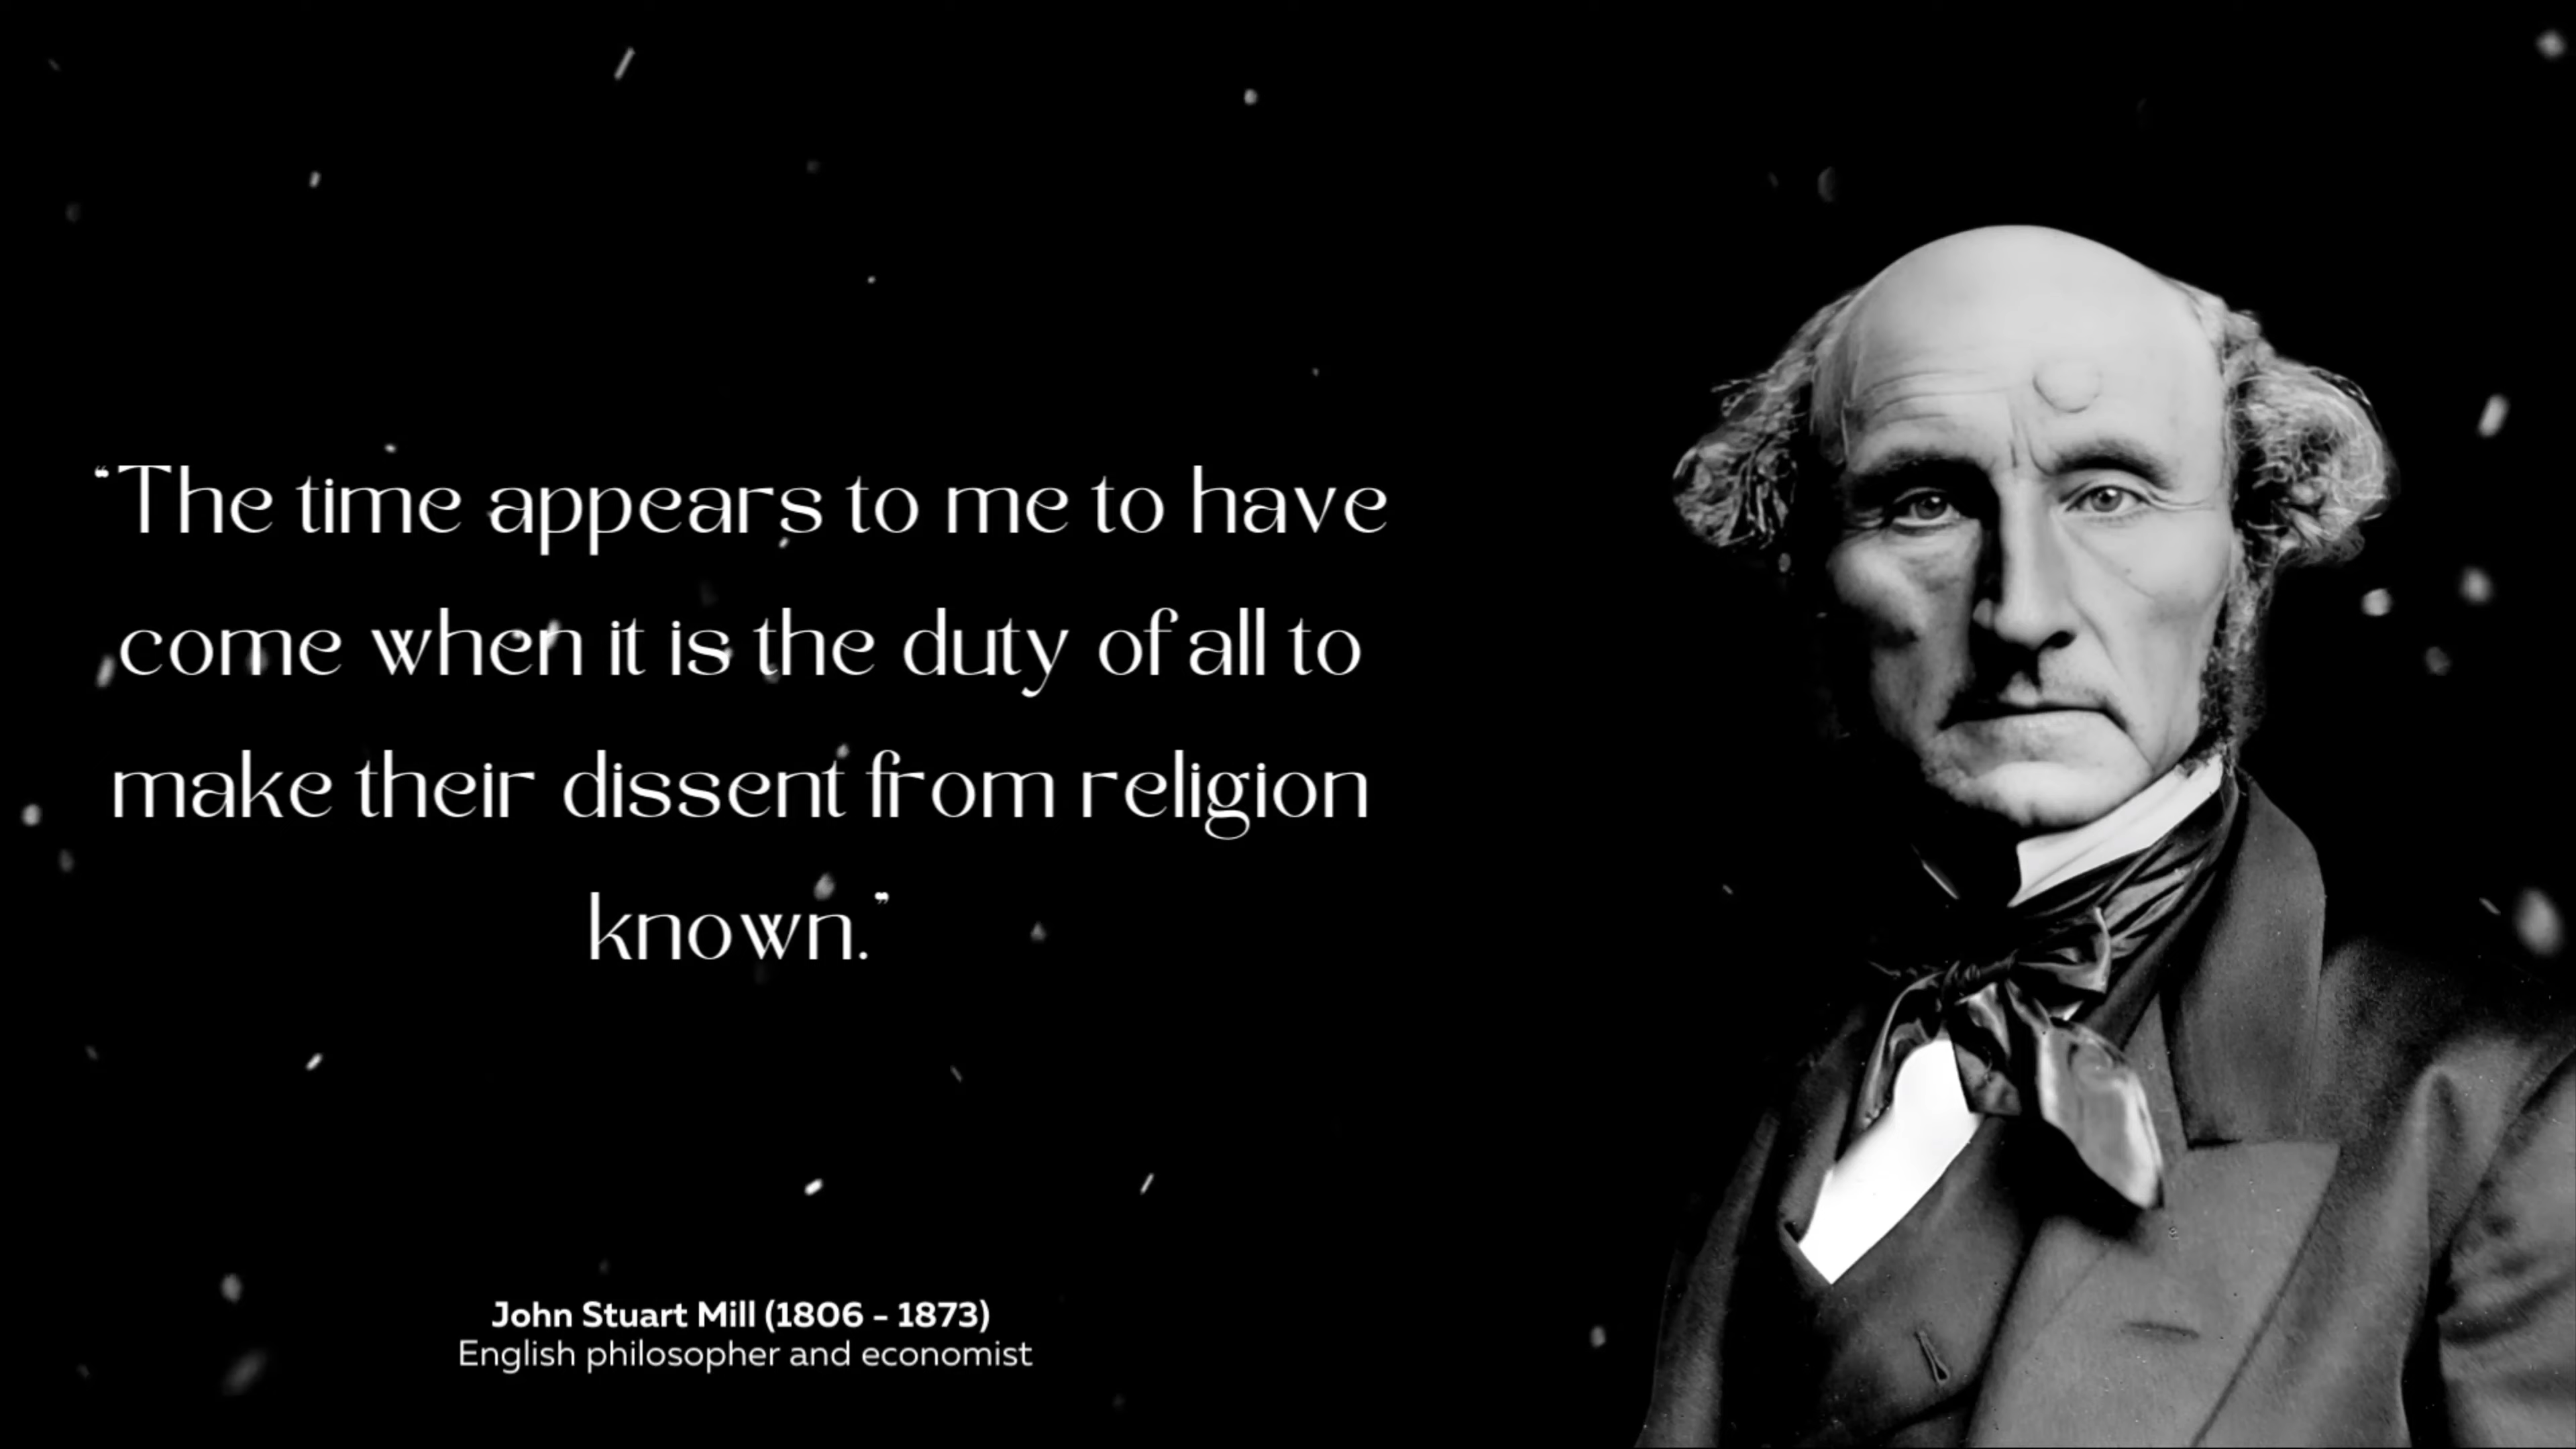 “The time appears to me to have
come when it is the duty of all to
make their dissent from religion
known.”
John Stuart Mill (1806 - 1873)
English philosopher and economist